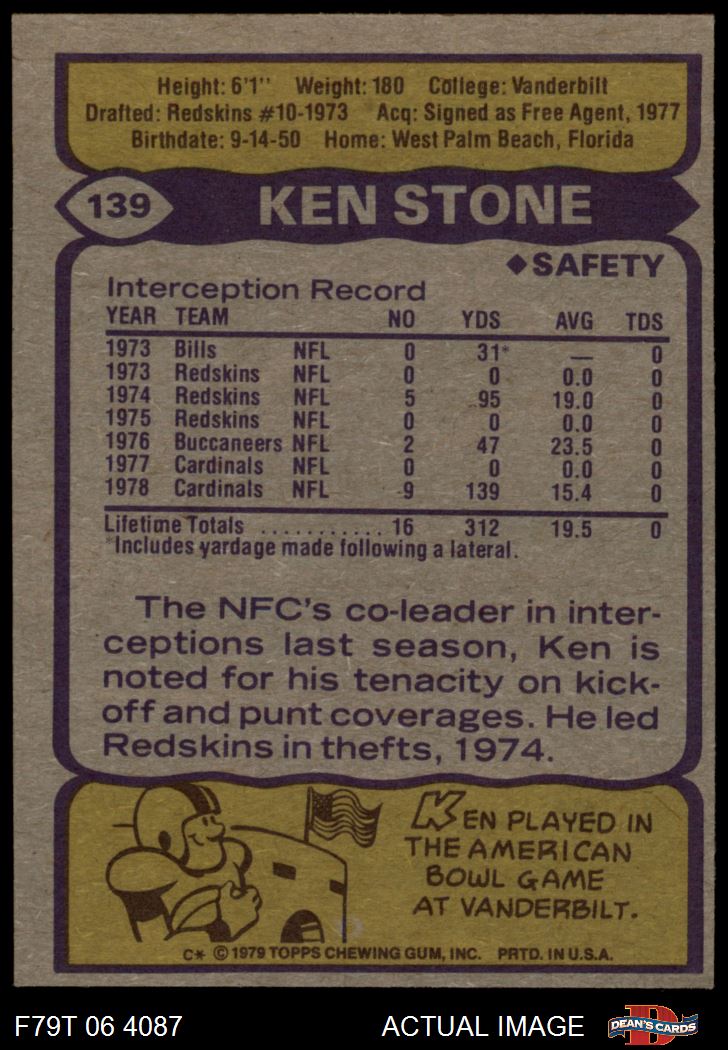 Height: 6'1'' Weight: 180 College: Vanderbilt
Drafted: Redskins #10-1973 Acq: Signed as Free Agent, 1977
Birthdate: 9-14-50 Home: West Palm Beach, Florida
139 KEN STONE
◆SAFETY
Interception Record
YEAR TEAM NO YDS AVG TDS
1973 Bills NFL 0 31* — 0
1973 Redskins NFL 0 0 0.0 0
1974 Redskins NFL 5 95 19.0 0
1975 Redskins NFL 0 0 0.0 0
1976 Buccaneers NFL 2 47 23.5 0
1977 Cardinals NFL 0 0 0.0 0
1978 Cardinals NFL 9 139 15.4 0
Lifetime Totals ........... 16 312 19.5 0
*Includes yardage made following a lateral.
The NFC's co-leader in inter-
ceptions last season, Ken is
noted for his tenacity on kick-
off and punt coverages. He led
Redskins in thefts, 1974.
KEN PLAYED IN
THE AMERICAN
BOWL GAME
AT VANDERBILT.
C* © 1979 TOPPS CHEWING GUM, INC. PRTD. IN U.S.A.
F79T 06 4087 ACTUAL IMAGE D DEAN'S CARDS